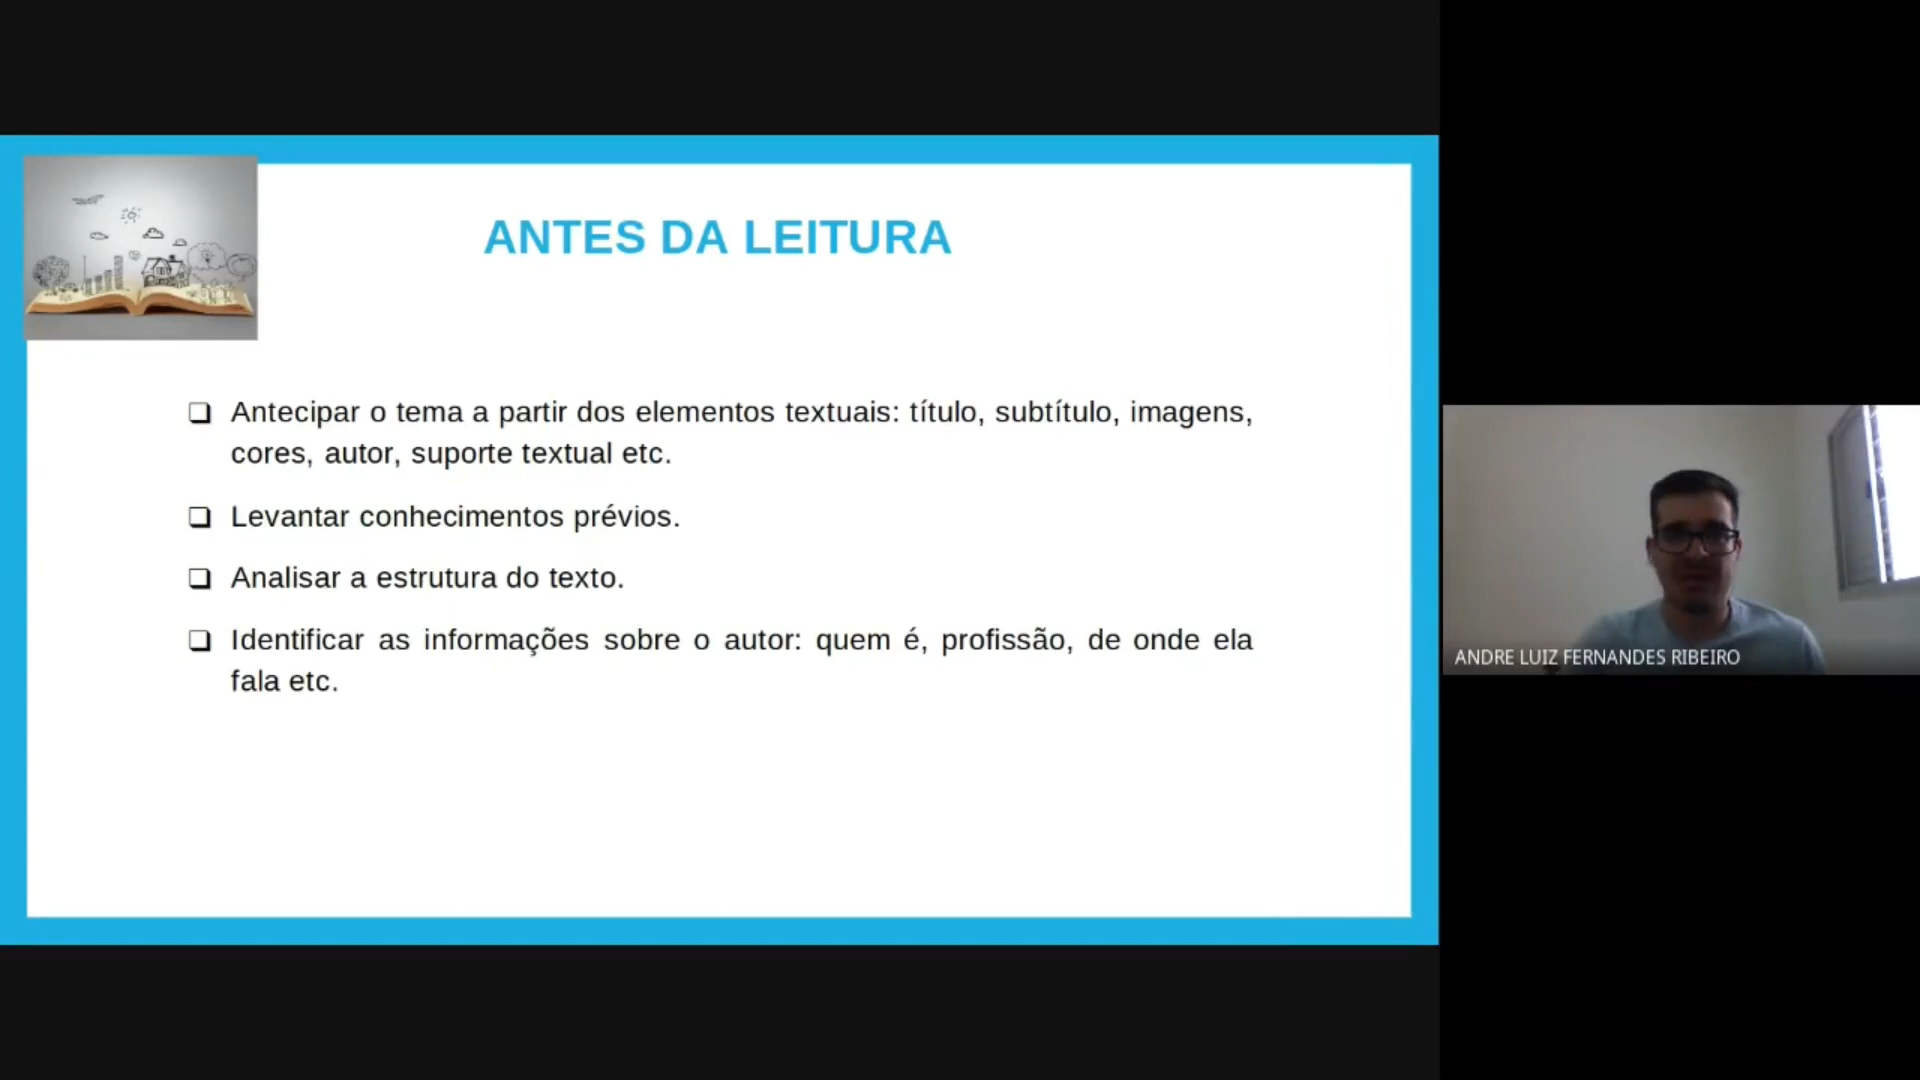 ANTES DA LEITURA
❑ Antecipar o tema a partir dos elementos textuais: título, subtítulo, imagens,
cores, autor, suporte textual etc.
❑ Levantar conhecimentos prévios.
❑ Analisar a estrutura do texto.
❑ Identificar as informações sobre o autor: quem é, profissão, de onde ela
fala etc.
ANDRE LUIZ FERNANDES RIBEIRO